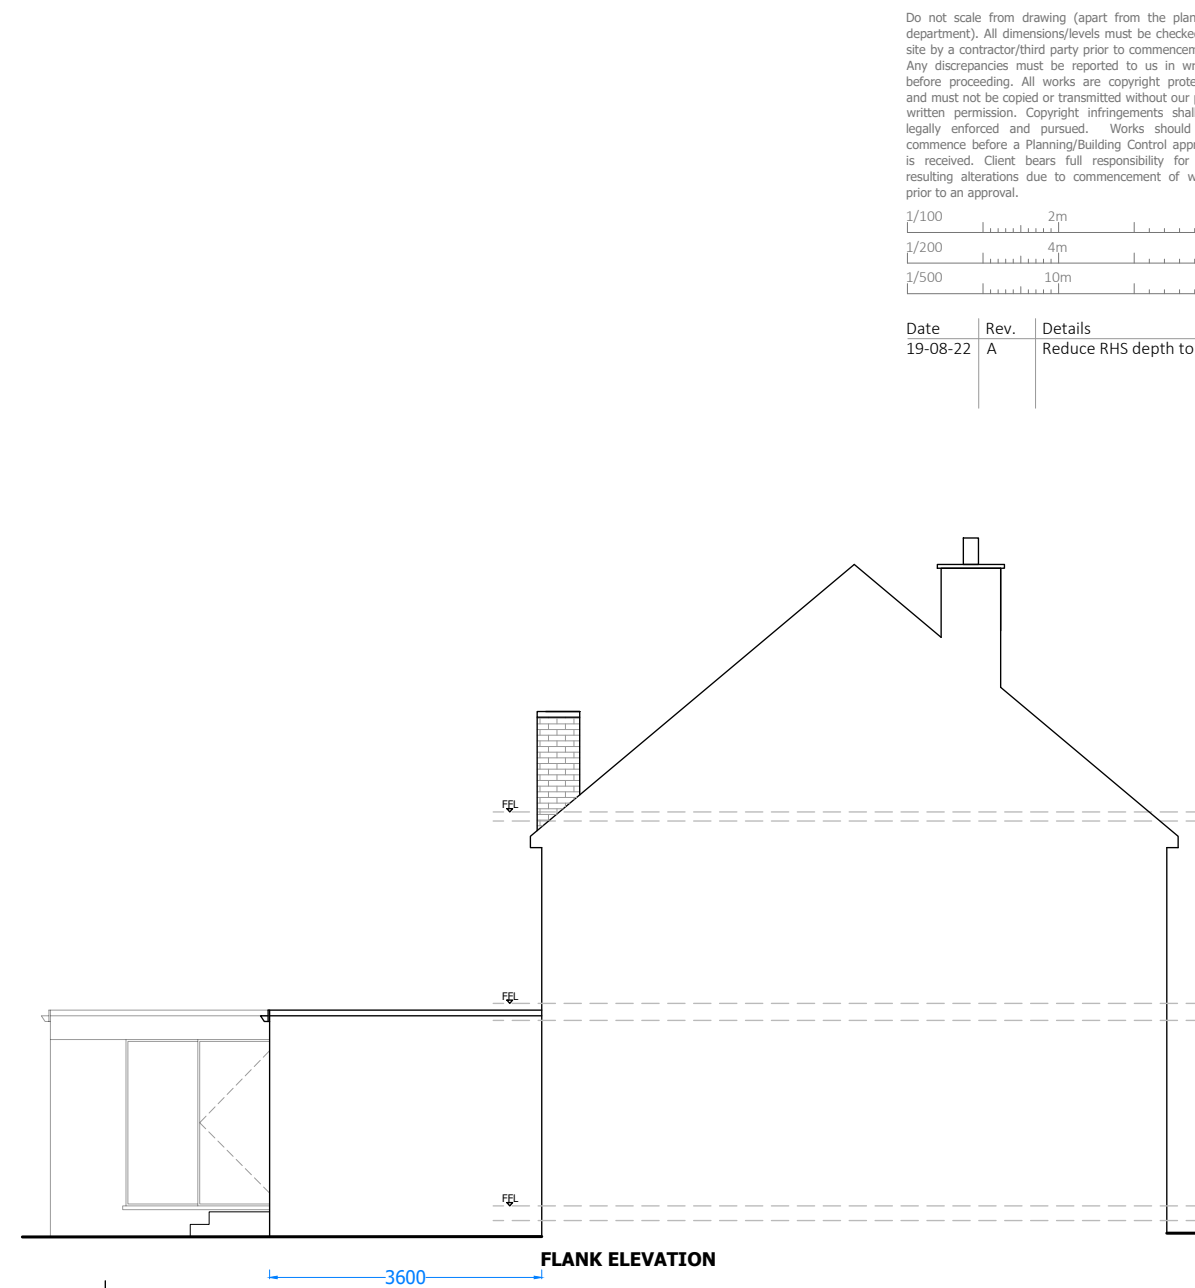 Do not scale from drawing (apart from the plan
department). All dimensions/levels must be checke
site by a contractor/third party prior to commencem
Any discrepancies must be reported to us in wr
before proceeding. All works are copyright prote
and must not be copied or transmitted without our p
written permission. Copyright infringements shal
legally enforced and pursued. Works should
commence before a Planning/Building Control appr
is received. Client bears full responsibility for
resulting alterations due to commencement of w
prior to an approval.
1/100 2m
1/200 4m
1/500 10m
Date Rev. Details
19-08-22 A Reduce RHS depth to
FFL
FFL
FFL
FLANK ELEVATION
3600